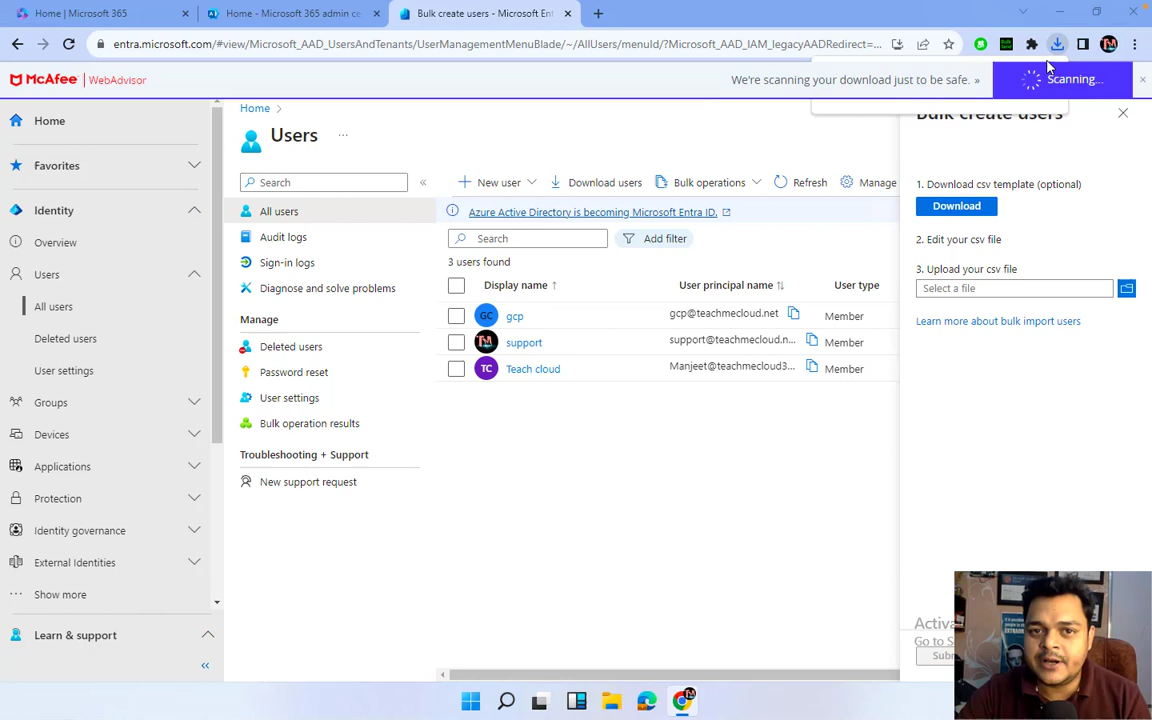 Home | Microsoft 365
Home - Microsoft 365 admin ce
Bulk create users - Microsoft Ent
entra.microsoft.com/#view/Microsoft_AAD_UsersAndTenants/UserManagementMenuBlade/~/AllUsers/menuId/?Microsoft_AAD_IAM_legacyAADRedirect=...
McAfee WebAdvisor
We're scanning your download just to be safe. »
Scanning...
Home
Favorites
Identity
Overview
Users
All users
Deleted users
User settings
Groups
Devices
Applications
Protection
Identity governance
External Identities
Show more
Learn & support
Home
Users
Search
All users
Audit logs
Sign-in logs
Diagnose and solve problems
Manage
Deleted users
Password reset
User settings
Bulk operation results
Troubleshooting + Support
New support request
New user
Download users
Bulk operations
Refresh
Manage
Azure Active Directory is becoming Microsoft Entra ID.
Search
Add filter
3 users found
Display name
User principal name
User type
GC gcp gcp@teachmecloud.net Member
support support@teachmecloud.n... Member
TC Teach cloud Manjeet@teachmecloud3... Member
Bulk create users
1. Download csv template (optional)
Download
2. Edit your csv file
3. Upload your csv file
Select a file
Learn more about bulk import users
Activa
Go to S
Subm